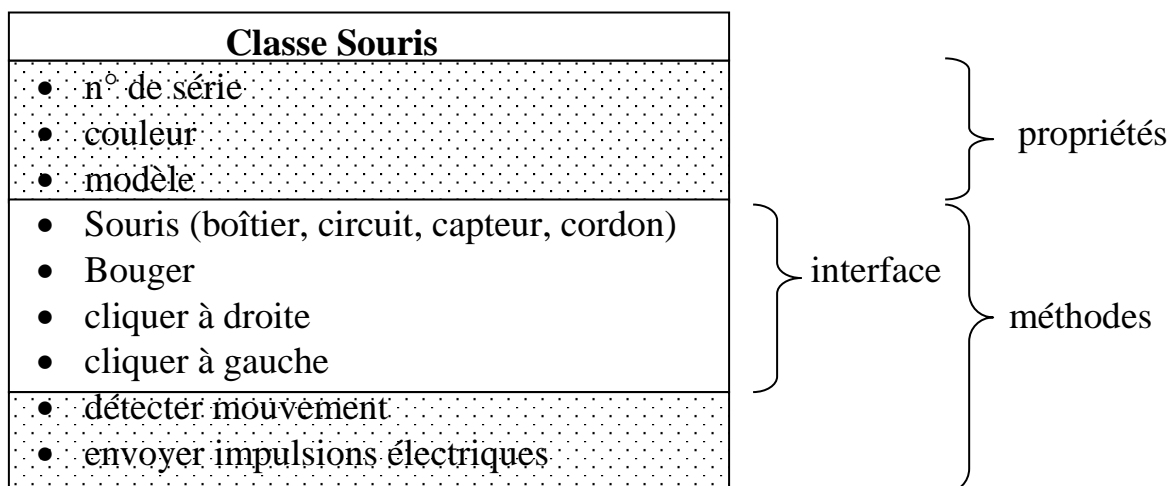 Classe Souris
• n° de série
• couleur
• modèle
propriétés
• Souris (boîtier, circuit, capteur, cordon)
• Bouger
• cliquer à droite
• cliquer à gauche
interface
méthodes
• détecter mouvement
• envoyer impulsions électriques